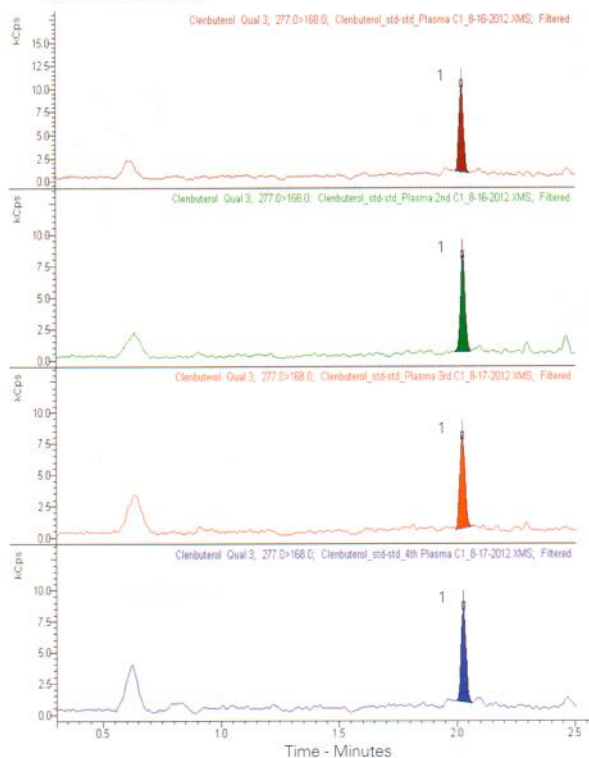 Clenbuterol Qual 3; 277.0>168.0; Clenbuterol_std-std_Plasma C1_8-16-2012.XMS; Filtered
kCps
15.0
12.5
10.0
7.5
5.0
2.5
0.0
1
Clenbuterol Qual 3; 277.0>168.0; Clenbuterol_std-std_Plasma 2nd C1_8-16-2012.XMS; Filtered
kCps
10.0
7.5
5.0
2.5
0.0
1
Clenbuterol Qual 3; 277.0>168.0; Clenbuterol_std-std_Plasma 3rd C1_8-17-2012.XMS; Filtered
kCps
10.0
7.5
5.0
2.5
0.0
1
Clenbuterol Qual 3; 277.0>168.0; Clenbuterol_std-std_4th Plasma C1_8-17-2012.XMS; Filtered
kCps
10.0
7.5
5.0
2.5
0.0
1
0.5 1.0 1.5 2.0 2.5
Time - Minutes